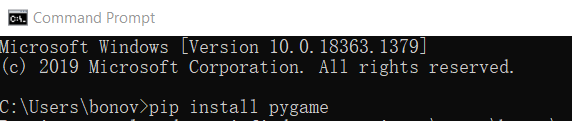 Command Prompt
Microsoft Windows [Version 10.0.18363.1379]
(c) 2019 Microsoft Corporation. All rights reserved.
C:\Users\bonov>pip install pygame